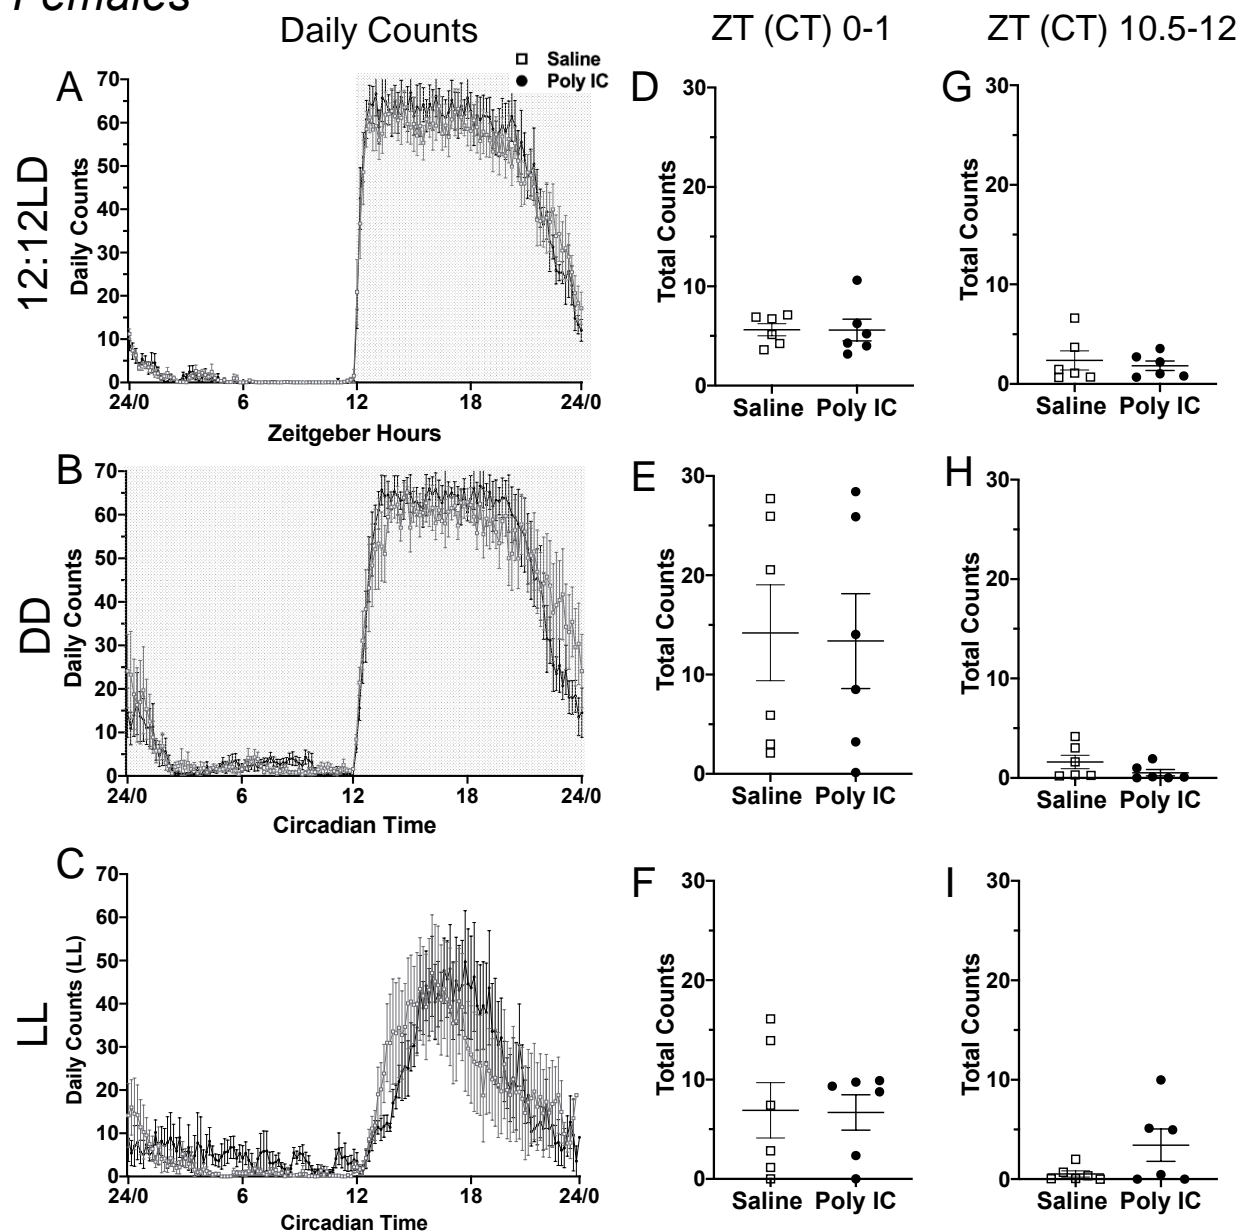 Females
Daily Counts
ZT (CT) 0-1
ZT (CT) 10.5-12
Saline
Poly IC
12:12LD
A
Daily Counts
70
60
50
40
30
20
10
0
24/0
6
12
18
24/0
Zeitgeber Hours
D
Total Counts
30
20
10
0
Saline
Poly IC
G
Total Counts
30
20
10
0
Saline
Poly IC
DD
B
Daily Counts
70
60
50
40
30
20
10
0
24/0
6
12
18
24/0
Circadian Time
E
Total Counts
30
20
10
0
Saline
Poly IC
H
Total Counts
30
20
10
0
Saline
Poly IC
LL
C
Daily Counts (LL)
70
60
50
40
30
20
10
0
24/0
6
12
18
24/0
Circadian Time
F
Total Counts
30
20
10
0
Saline
Poly IC
I
Total Counts
30
20
10
0
Saline
Poly IC